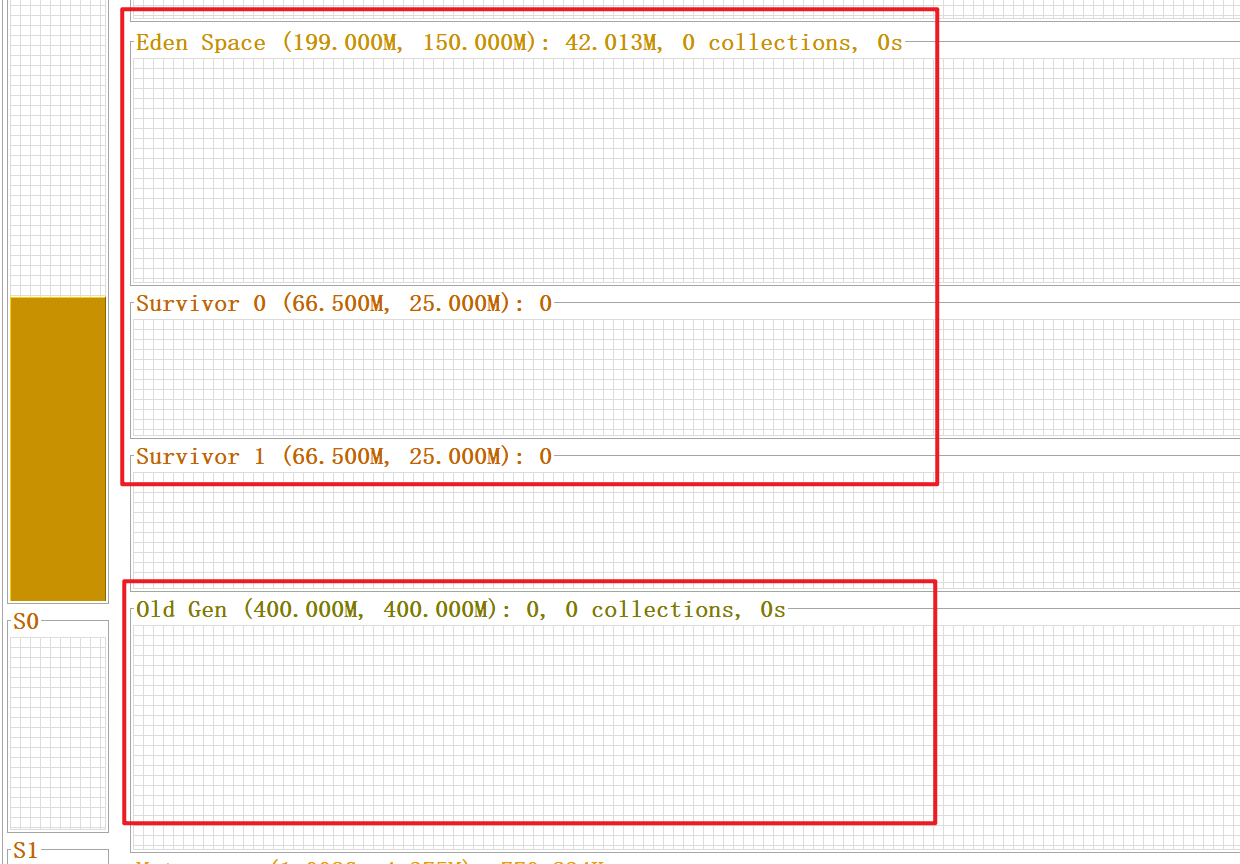 Eden Space (199.000M, 150.000M): 42.013M, 0 collections, 0s
Survivor 0 (66.500M, 25.000M): 0
Survivor 1 (66.500M, 25.000M): 0
Old Gen (400.000M, 400.000M): 0, 0 collections, 0s
S0
S1